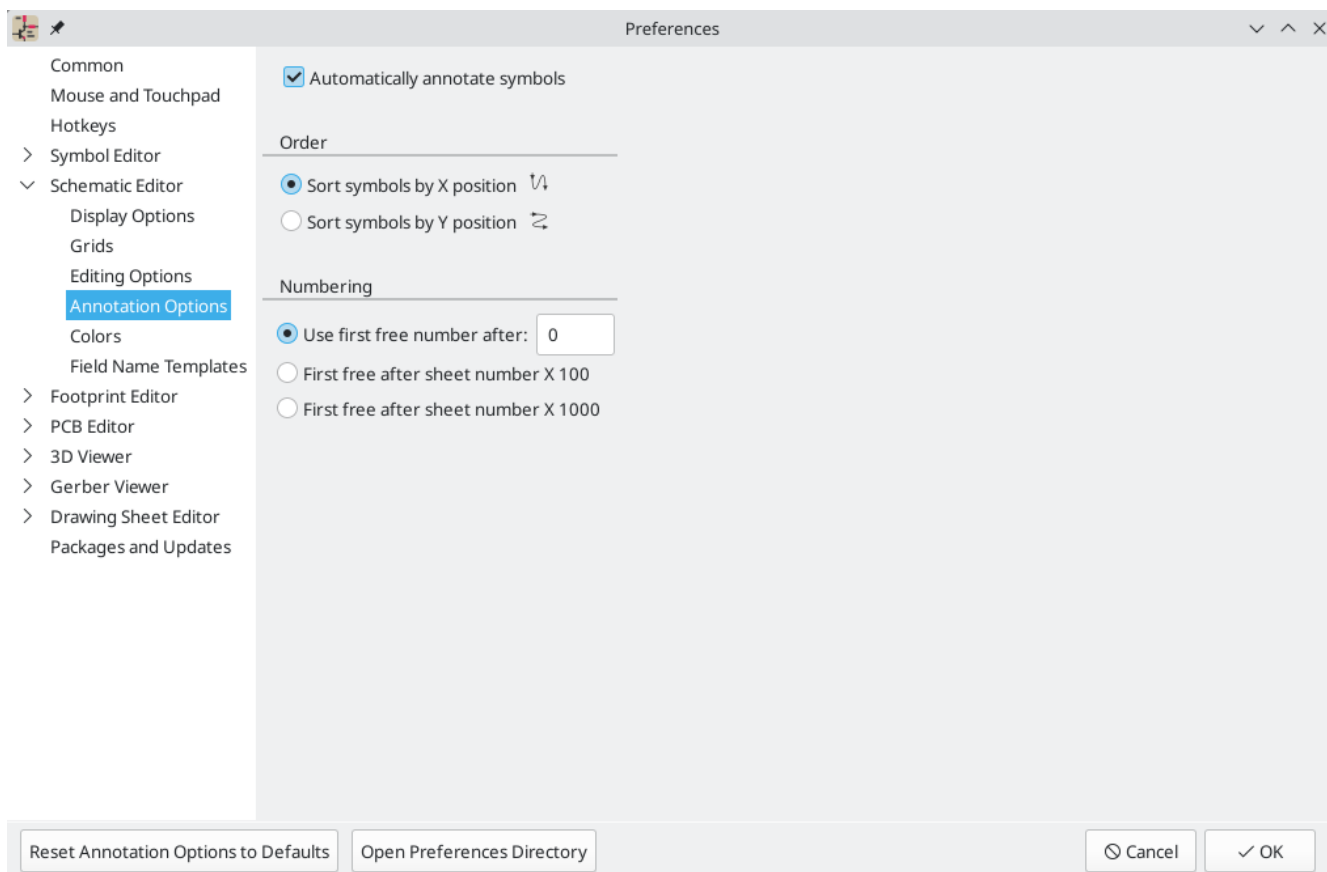 Preferences
Common
Mouse and Touchpad
Hotkeys
Symbol Editor
Schematic Editor
Display Options
Grids
Editing Options
Annotation Options
Colors
Field Name Templates
Footprint Editor
PCB Editor
3D Viewer
Gerber Viewer
Drawing Sheet Editor
Packages and Updates
Automatically annotate symbols
Order
Sort symbols by X position
Sort symbols by Y position
Numbering
Use first free number after: 0
First free after sheet number X 100
First free after sheet number X 1000
Reset Annotation Options to Defaults
Open Preferences Directory
Cancel
OK